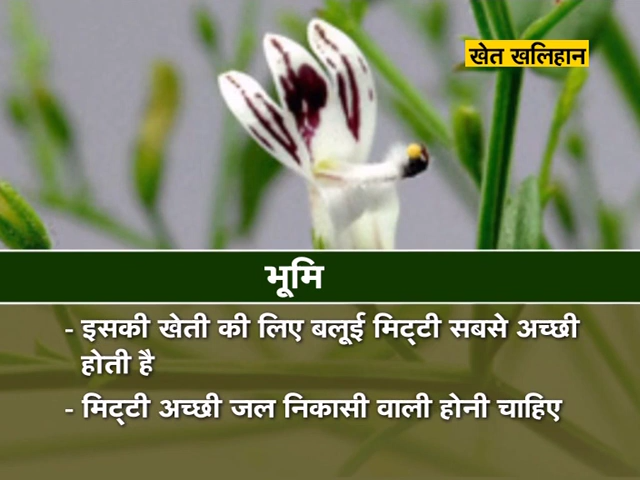 खेत खलिहान
भूमि
- इसकी खेती की लिए बलूई मिट्टी सबसे अच्छी
होती है
- मिट्टी अच्छी जल निकासी वाली होनी चाहिए